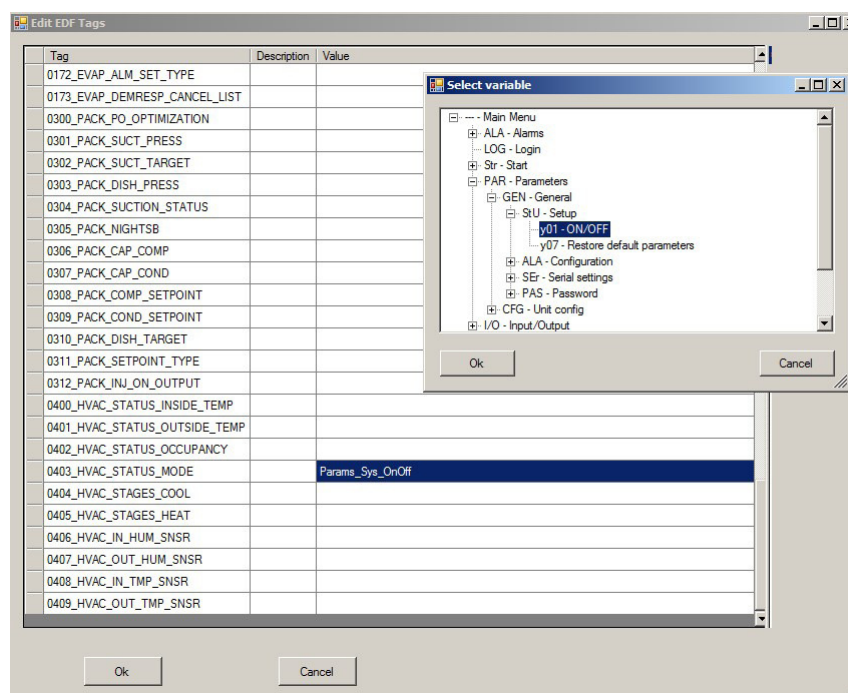 Edit EDF Tags
Tag Description Value
0172_EVAP_ALM_SET_TYPE
0173_EVAP_DEMRESP_CANCEL_LIST
0300_PACK_PO_OPTIMIZATION
0301_PACK_SUCT_PRESS
0302_PACK_SUCT_TARGET
0303_PACK_DISH_PRESS
0304_PACK_SUCTION_STATUS
0305_PACK_NIGHTSB
0306_PACK_CAP_COMP
0307_PACK_CAP_COND
0308_PACK_COMP_SETPOINT
0309_PACK_COND_SETPOINT
0310_PACK_DISH_TARGET
0311_PACK_SETPOINT_TYPE
0312_PACK_INJ_ON_OUTPUT
0400_HVAC_STATUS_INSIDE_TEMP
0401_HVAC_STATUS_OUTSIDE_TEMP
0402_HVAC_STATUS_OCCUPANCY
0403_HVAC_STATUS_MODE Params_Sys_OnOff
0404_HVAC_STAGES_COOL
0405_HVAC_STAGES_HEAT
0406_HVAC_IN_HUM_SNSR
0407_HVAC_OUT_HUM_SNSR
0408_HVAC_IN_TMP_SNSR
0409_HVAC_OUT_TMP_SNSR
Ok Cancel
Select variable
--- - Main Menu
ALA - Alarms
LOG - Login
Str - Start
PAR - Parameters
GEN - General
StU - Setup
y01 - ON/OFF
y07 - Restore default parameters
ALA - Configuration
SEr - Serial settings
PAS - Password
CFG - Unit config
I/O - Input/Output
Ok Cancel